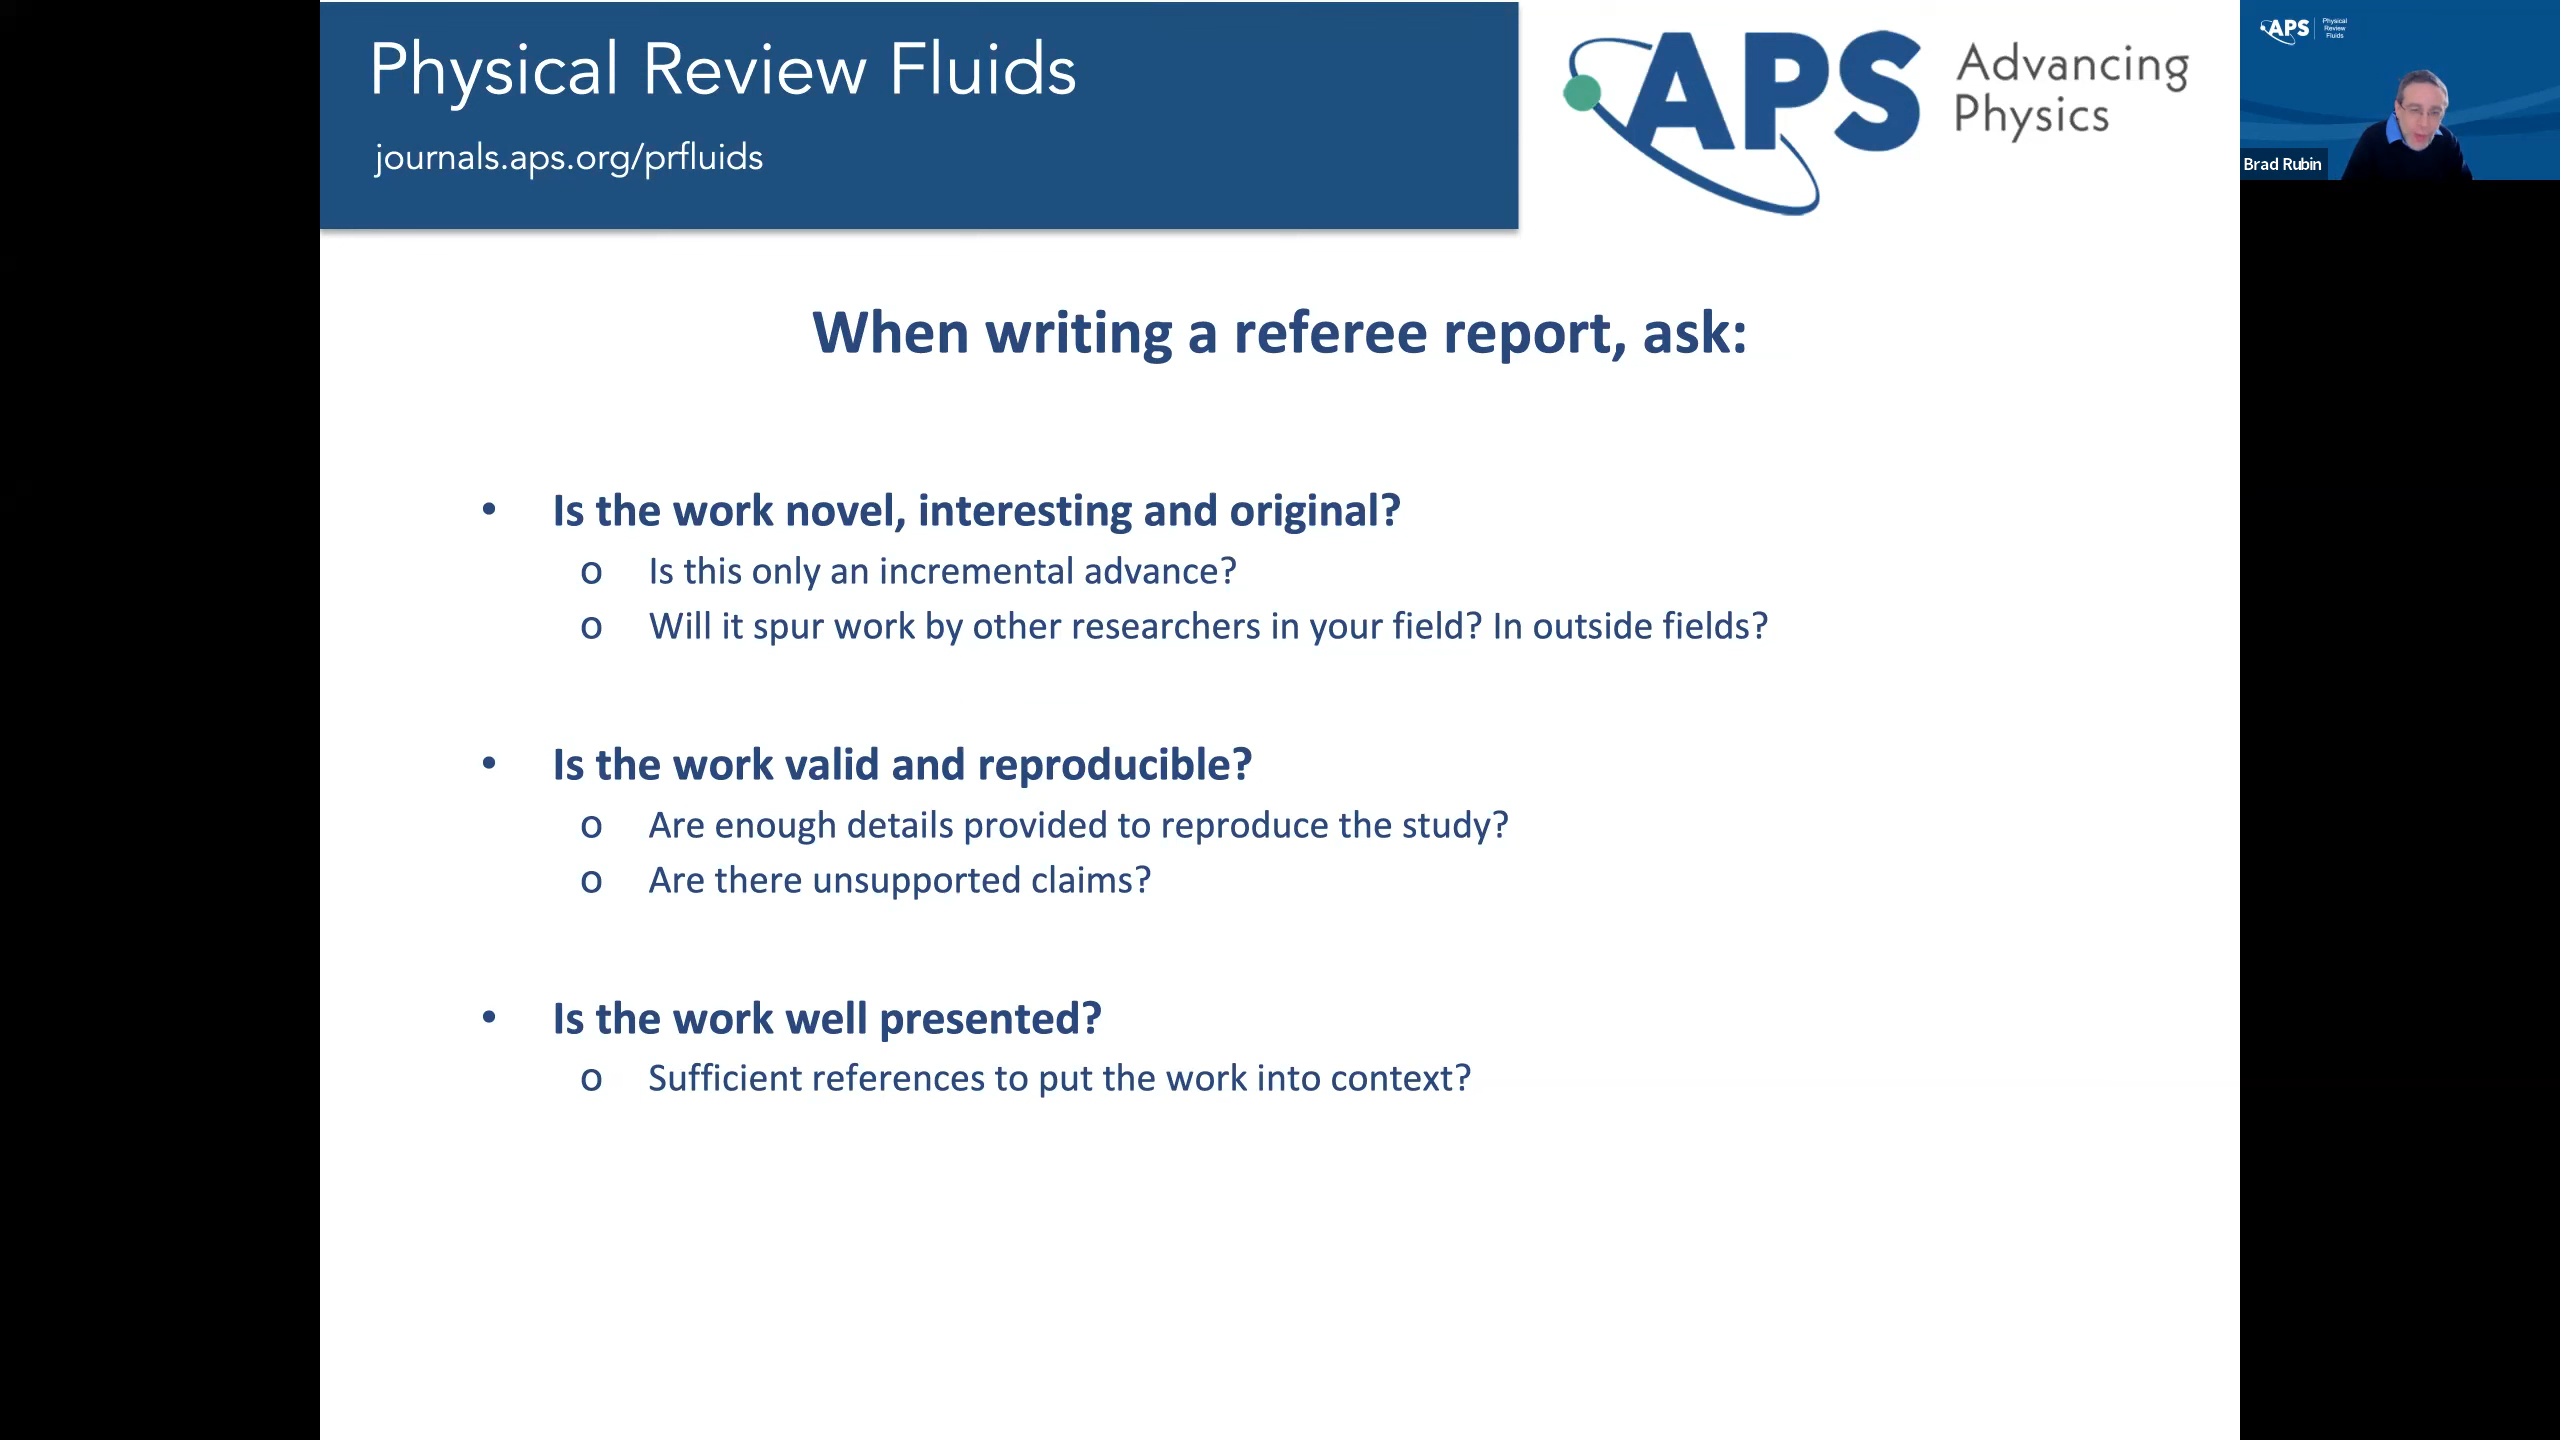 Physical Review Fluids
journals.aps.org/prfluids
APS Advancing
Physics
APS Physical
Review
Fluids
Brad Rubin
When writing a referee report, ask:
• Is the work novel, interesting and original?
o Is this only an incremental advance?
o Will it spur work by other researchers in your field? In outside fields?
• Is the work valid and reproducible?
o Are enough details provided to reproduce the study?
o Are there unsupported claims?
• Is the work well presented?
o Sufficient references to put the work into context?